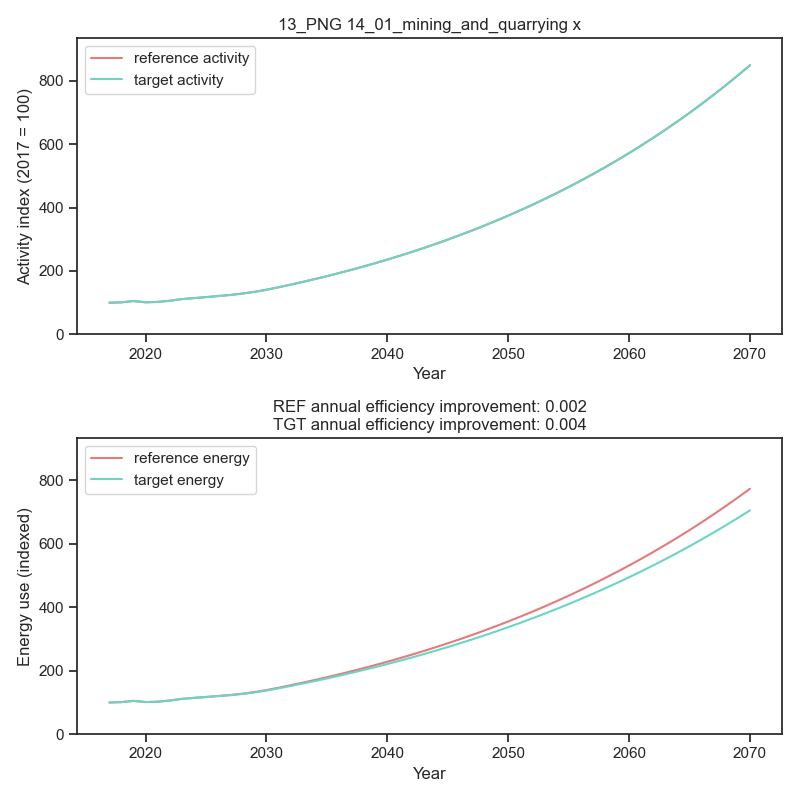 13_PNG 14_01_mining_and_quarrying x
reference activity
target activity
Activity index (2017 = 100)
800
600
400
200
0
2020 2030 2040 2050 2060 2070
Year
REF annual efficiency improvement: 0.002
TGT annual efficiency improvement: 0.004
reference energy
target energy
Energy use (indexed)
800
600
400
200
0
2020 2030 2040 2050 2060 2070
Year